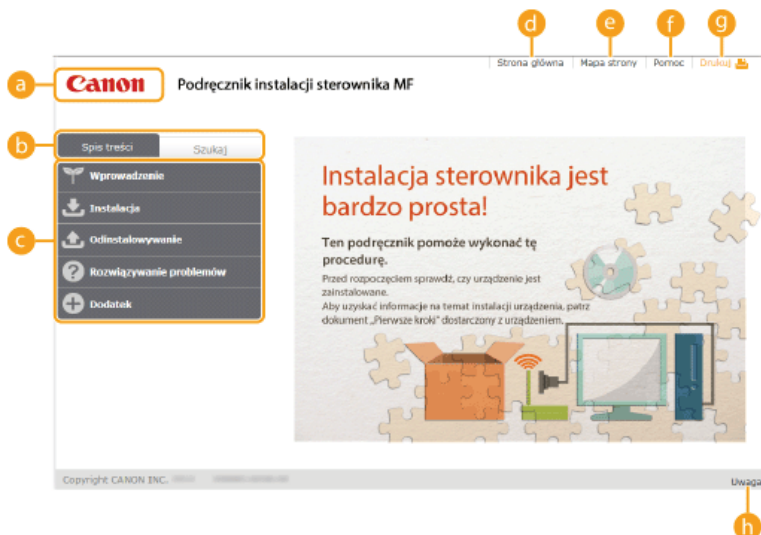 d e f g
Strona główna Mapa strony Pomoc Drukuj
a Canon Podręcznik instalacji sterownika MF
b Spis treści Szukaj
c
Wprowadzenie
Instalacja
Odinstalowywanie
Rozwiązywanie problemów
Dodatek
Instalacja sterownika jest
bardzo prosta!
Ten podręcznik pomoże wykonać tę
procedurę.
Przed rozpoczęciem sprawdź, czy urządzenie jest
zainstalowane.
Aby uzyskać informacje na temat instalacji urządzenia, patrz
dokument „Pierwsze kroki" dostarczony z urządzeniem.
Copyright CANON INC.
Uwaga
h